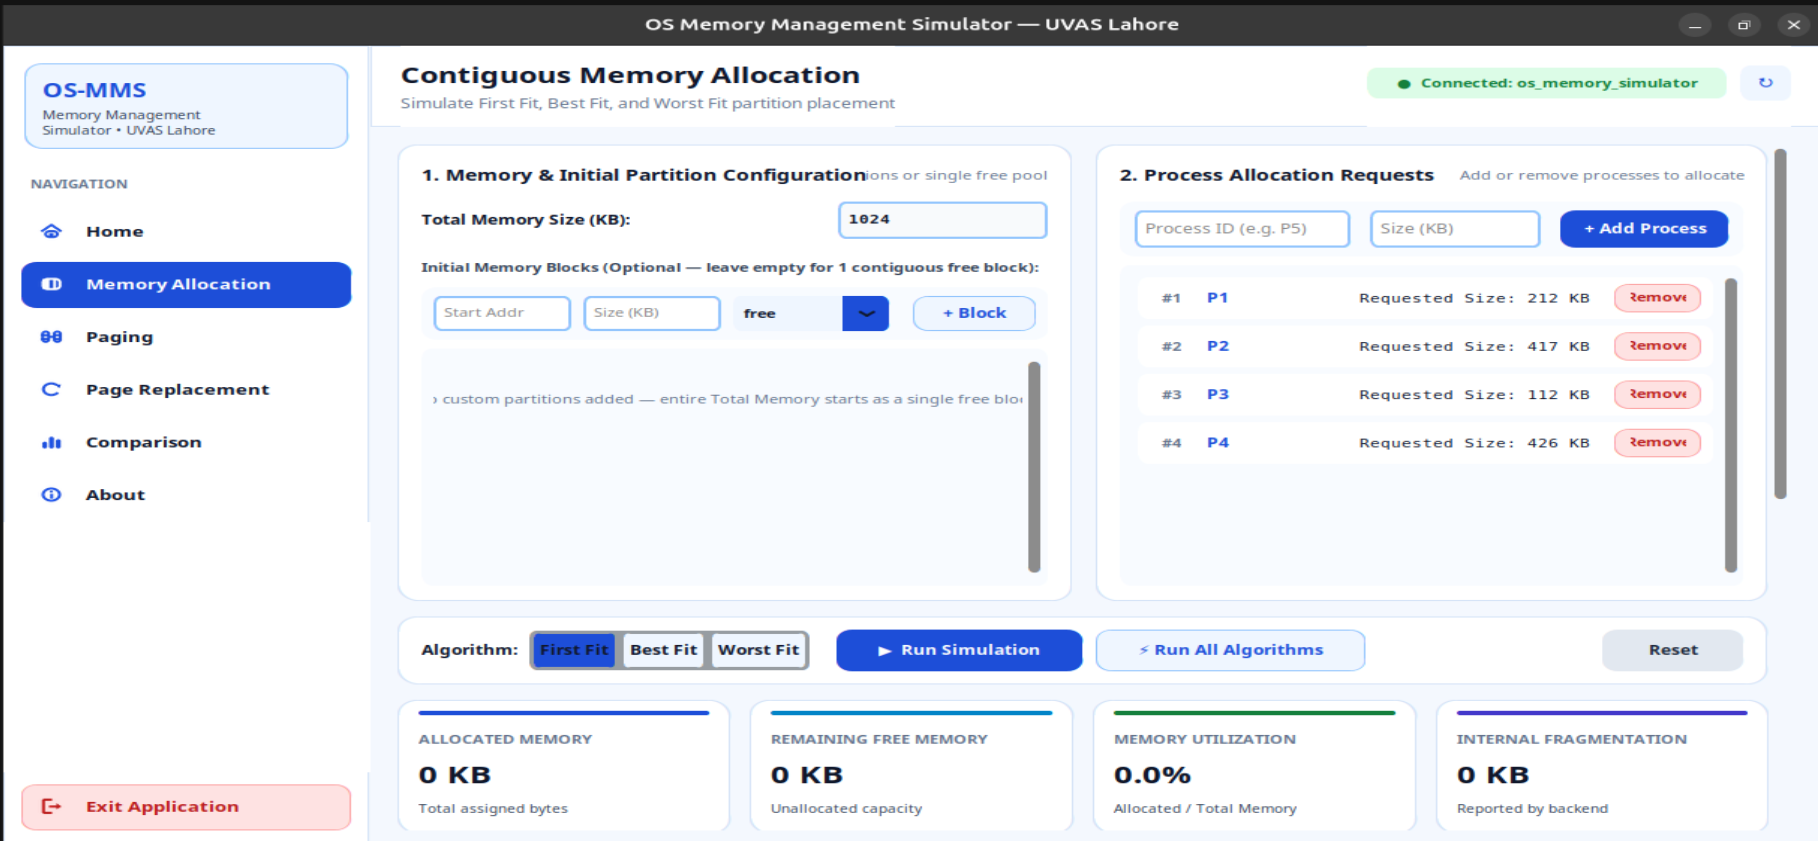 OS Memory Management Simulator — UVAS Lahore
OS-MMS
Memory Management
Simulator • UVAS Lahore
NAVIGATION
Home
Memory Allocation
Paging
Page Replacement
Comparison
About
Exit Application
Contiguous Memory Allocation
Simulate First Fit, Best Fit, and Worst Fit partition placement
● Connected: os_memory_simulator
↻
1. Memory & Initial Partition Configuration ions or single free pool
Total Memory Size (KB): 1024
Initial Memory Blocks (Optional — leave empty for 1 contiguous free block):
Start Addr Size (KB) free + Block
custom partitions added — entire Total Memory starts as a single free bloc
2. Process Allocation Requests Add or remove processes to allocate
Process ID (e.g. P5) Size (KB) + Add Process
#1 P1 Requested Size: 212 KB Remove
#2 P2 Requested Size: 417 KB Remove
#3 P3 Requested Size: 112 KB Remove
#4 P4 Requested Size: 426 KB Remove
Algorithm: First Fit Best Fit Worst Fit ► Run Simulation ⚡ Run All Algorithms Reset
ALLOCATED MEMORY
0 KB
Total assigned bytes
REMAINING FREE MEMORY
0 KB
Unallocated capacity
MEMORY UTILIZATION
0.0%
Allocated / Total Memory
INTERNAL FRAGMENTATION
0 KB
Reported by backend